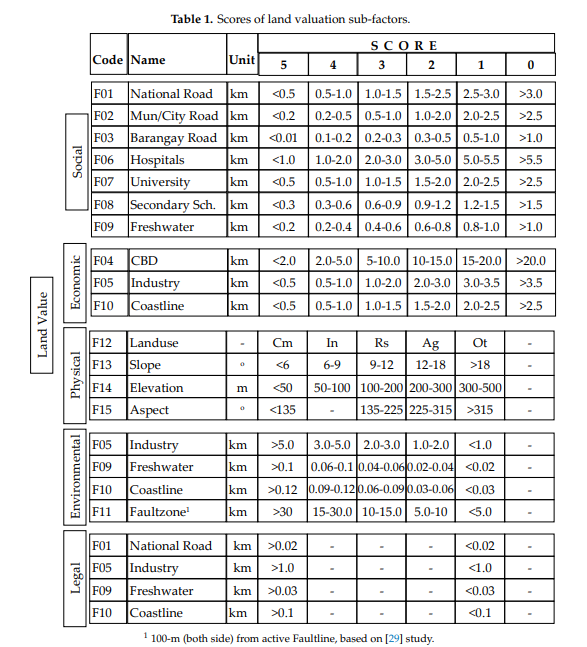 Table 1. Scores of land valuation sub-factors.
Code Name Unit SCORE
5 4 3 2 1 0
Land Value
Social
F01 National Road km <0.5 0.5-1.0 1.0-1.5 1.5-2.5 2.5-3.0 >3.0
F02 Mun/City Road km <0.2 0.2-0.5 0.5-1.0 1.0-2.0 2.0-2.5 >2.5
F03 Barangay Road km <0.01 0.1-0.2 0.2-0.3 0.3-0.5 0.5-1.0 >1.0
F06 Hospitals km <1.0 1.0-2.0 2.0-3.0 3.0-5.0 5.0-5.5 >5.5
F07 University km <0.5 0.5-1.0 1.0-1.5 1.5-2.0 2.0-2.5 >2.5
F08 Secondary Sch. km <0.3 0.3-0.6 0.6-0.9 0.9-1.2 1.2-1.5 >1.5
F09 Freshwater km <0.2 0.2-0.4 0.4-0.6 0.6-0.8 0.8-1.0 >1.0
Economic
F04 CBD km <2.0 2.0-5.0 5-10.0 10-15.0 15-20.0 >20.0
F05 Industry km <0.5 0.5-1.0 1.0-2.0 2.0-3.0 3.0-3.5 >3.5
F10 Coastline km <0.5 0.5-1.0 1.0-1.5 1.5-2.0 2.0-2.5 >2.5
Physical
F12 Landuse - Cm In Rs Ag Ot -
F13 Slope º <6 6-9 9-12 12-18 >18 -
F14 Elevation m <50 50-100 100-200 200-300 300-500 -
F15 Aspect º <135 - 135-225 225-315 >315 -
Environmental
F05 Industry km >5.0 3.0-5.0 2.0-3.0 1.0-2.0 <1.0 -
F09 Freshwater km >0.1 0.06-0.1 0.04-0.06 0.02-0.04 <0.02 -
F10 Coastline km >0.12 0.09-0.12 0.06-0.09 0.03-0.06 <0.03 -
F11 Faultzone¹ km >30 15-30.0 10-15.0 5.0-10 <5.0 -
Legal
F01 National Road km >0.02 - - - <0.02 -
F05 Industry km >1.0 - - - <1.0 -
F09 Freshwater km >0.03 - - - <0.03 -
F10 Coastline km >0.1 - - - <0.1 -
¹ 100-m (both side) from active Faultline, based on [29] study.